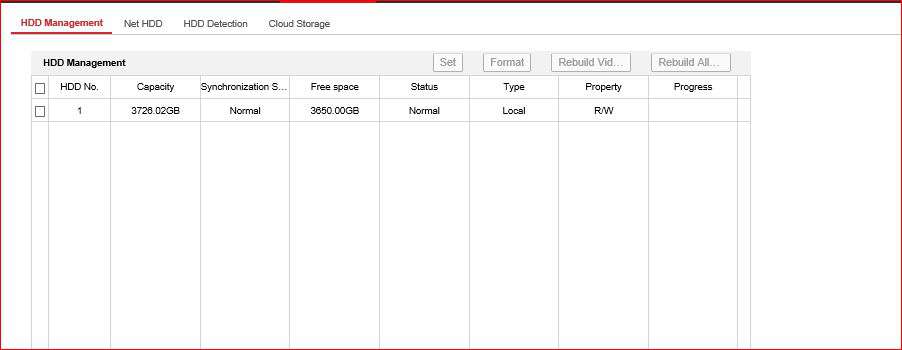 HDD Management Net HDD HDD Detection Cloud Storage
HDD Management Set Format Rebuild Vid... Rebuild All...
HDD No. Capacity Synchronization S... Free space Status Type Property Progress
1 3726.02GB Normal 3650.00GB Normal Local R/W